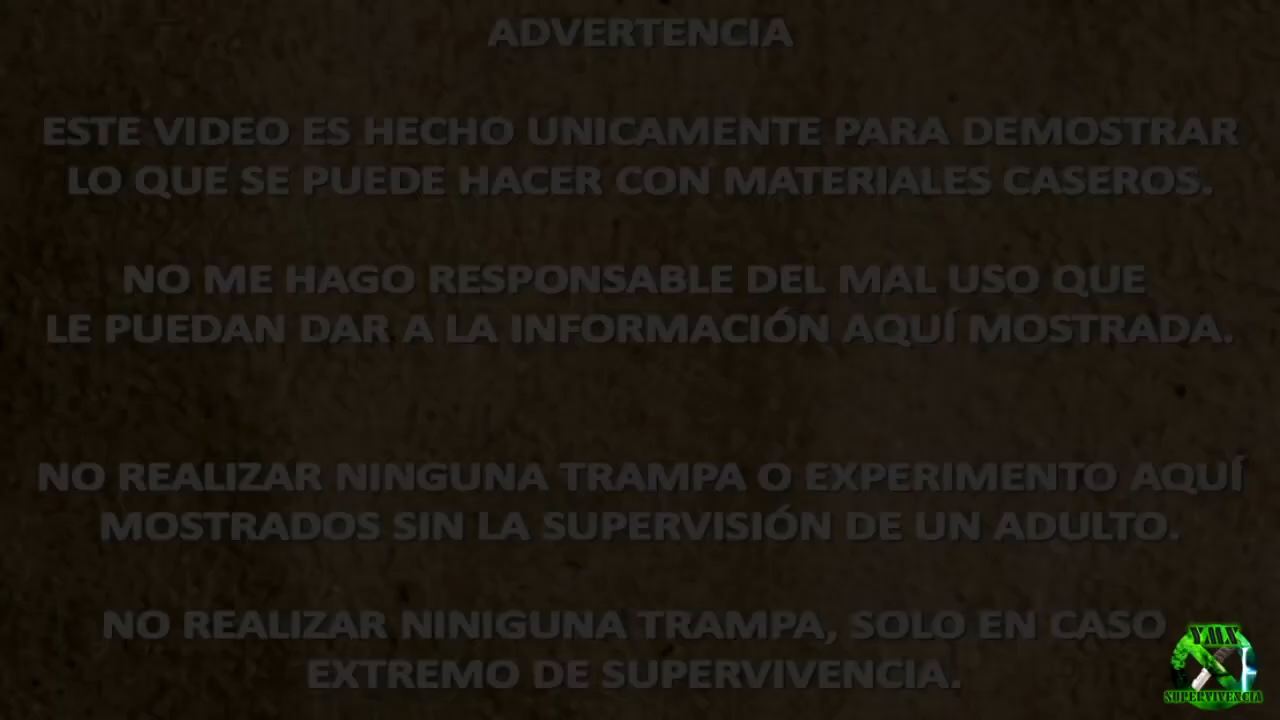 ADVERTENCIA
ESTE VIDEO ES HECHO UNICAMENTE PARA DEMOSTRAR
LO QUE SE PUEDE HACER CON MATERIALES CASEROS.
NO ME HAGO RESPONSABLE DEL MAL USO QUE
LE PUEDAN DAR A LA INFORMACIÓN AQUÍ MOSTRADA.
NO REALIZAR NINGUNA TRAMPA O EXPERIMENTO AQUÍ
MOSTRADOS SIN LA SUPERVISIÓN DE UN ADULTO.
NO REALIZAR NINIGUNA TRAMPA, SOLO EN CASO
EXTREMO DE SUPERVIVENCIA.
SUPERVIVENCIA